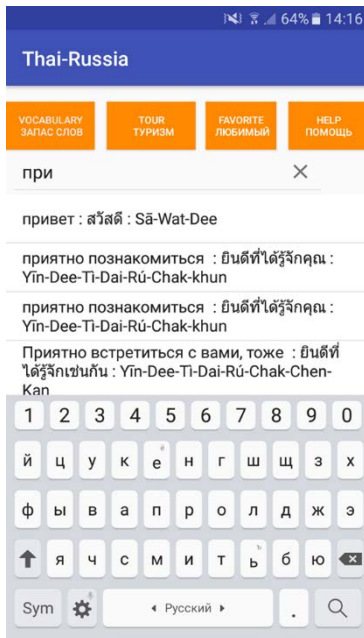 64% 14:16
Thai-Russia
VOCABULARY
ЗАПАС СЛОВ
TOUR
ТУРИЗМ
FAVORITE
ЛЮБИМЫЙ
HELP
ПОМОЩЬ
при
привет : สวัสดี : Sā-Wat-Dee
приятно познакомиться : ยินดีที่ได้รู้จักคุณ :
Yīn-Dee-Tì-Dai-Rú-Chak-khun
приятно познакомиться : ยินดีที่ได้รู้จักคุณ :
Yīn-Dee-Tì-Dai-Rú-Chak-khun
Приятно встретиться с вами, тоже : ยินดีที่
ได้รู้จักเช่นกัน : Yīn-Dee-Tì-Dai-Rú-Chak-Chen-
Kan
1 2 3 4 5 6 7 8 9 0
й ц у к е н г ш щ з х
ф ы в а п р о л д ж э
я ч с м и т ь б ю
Sym Русский .